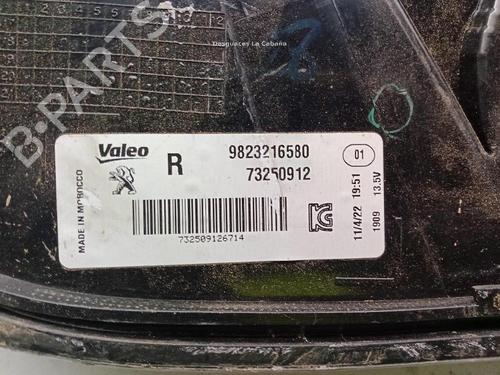 Desguaces La Cabaña
B-PARTS
Valeo
R
9823216580
73250912
01
MADE IN MOROCCO
732509126714
11/4/22 19:51
1909 13.5V